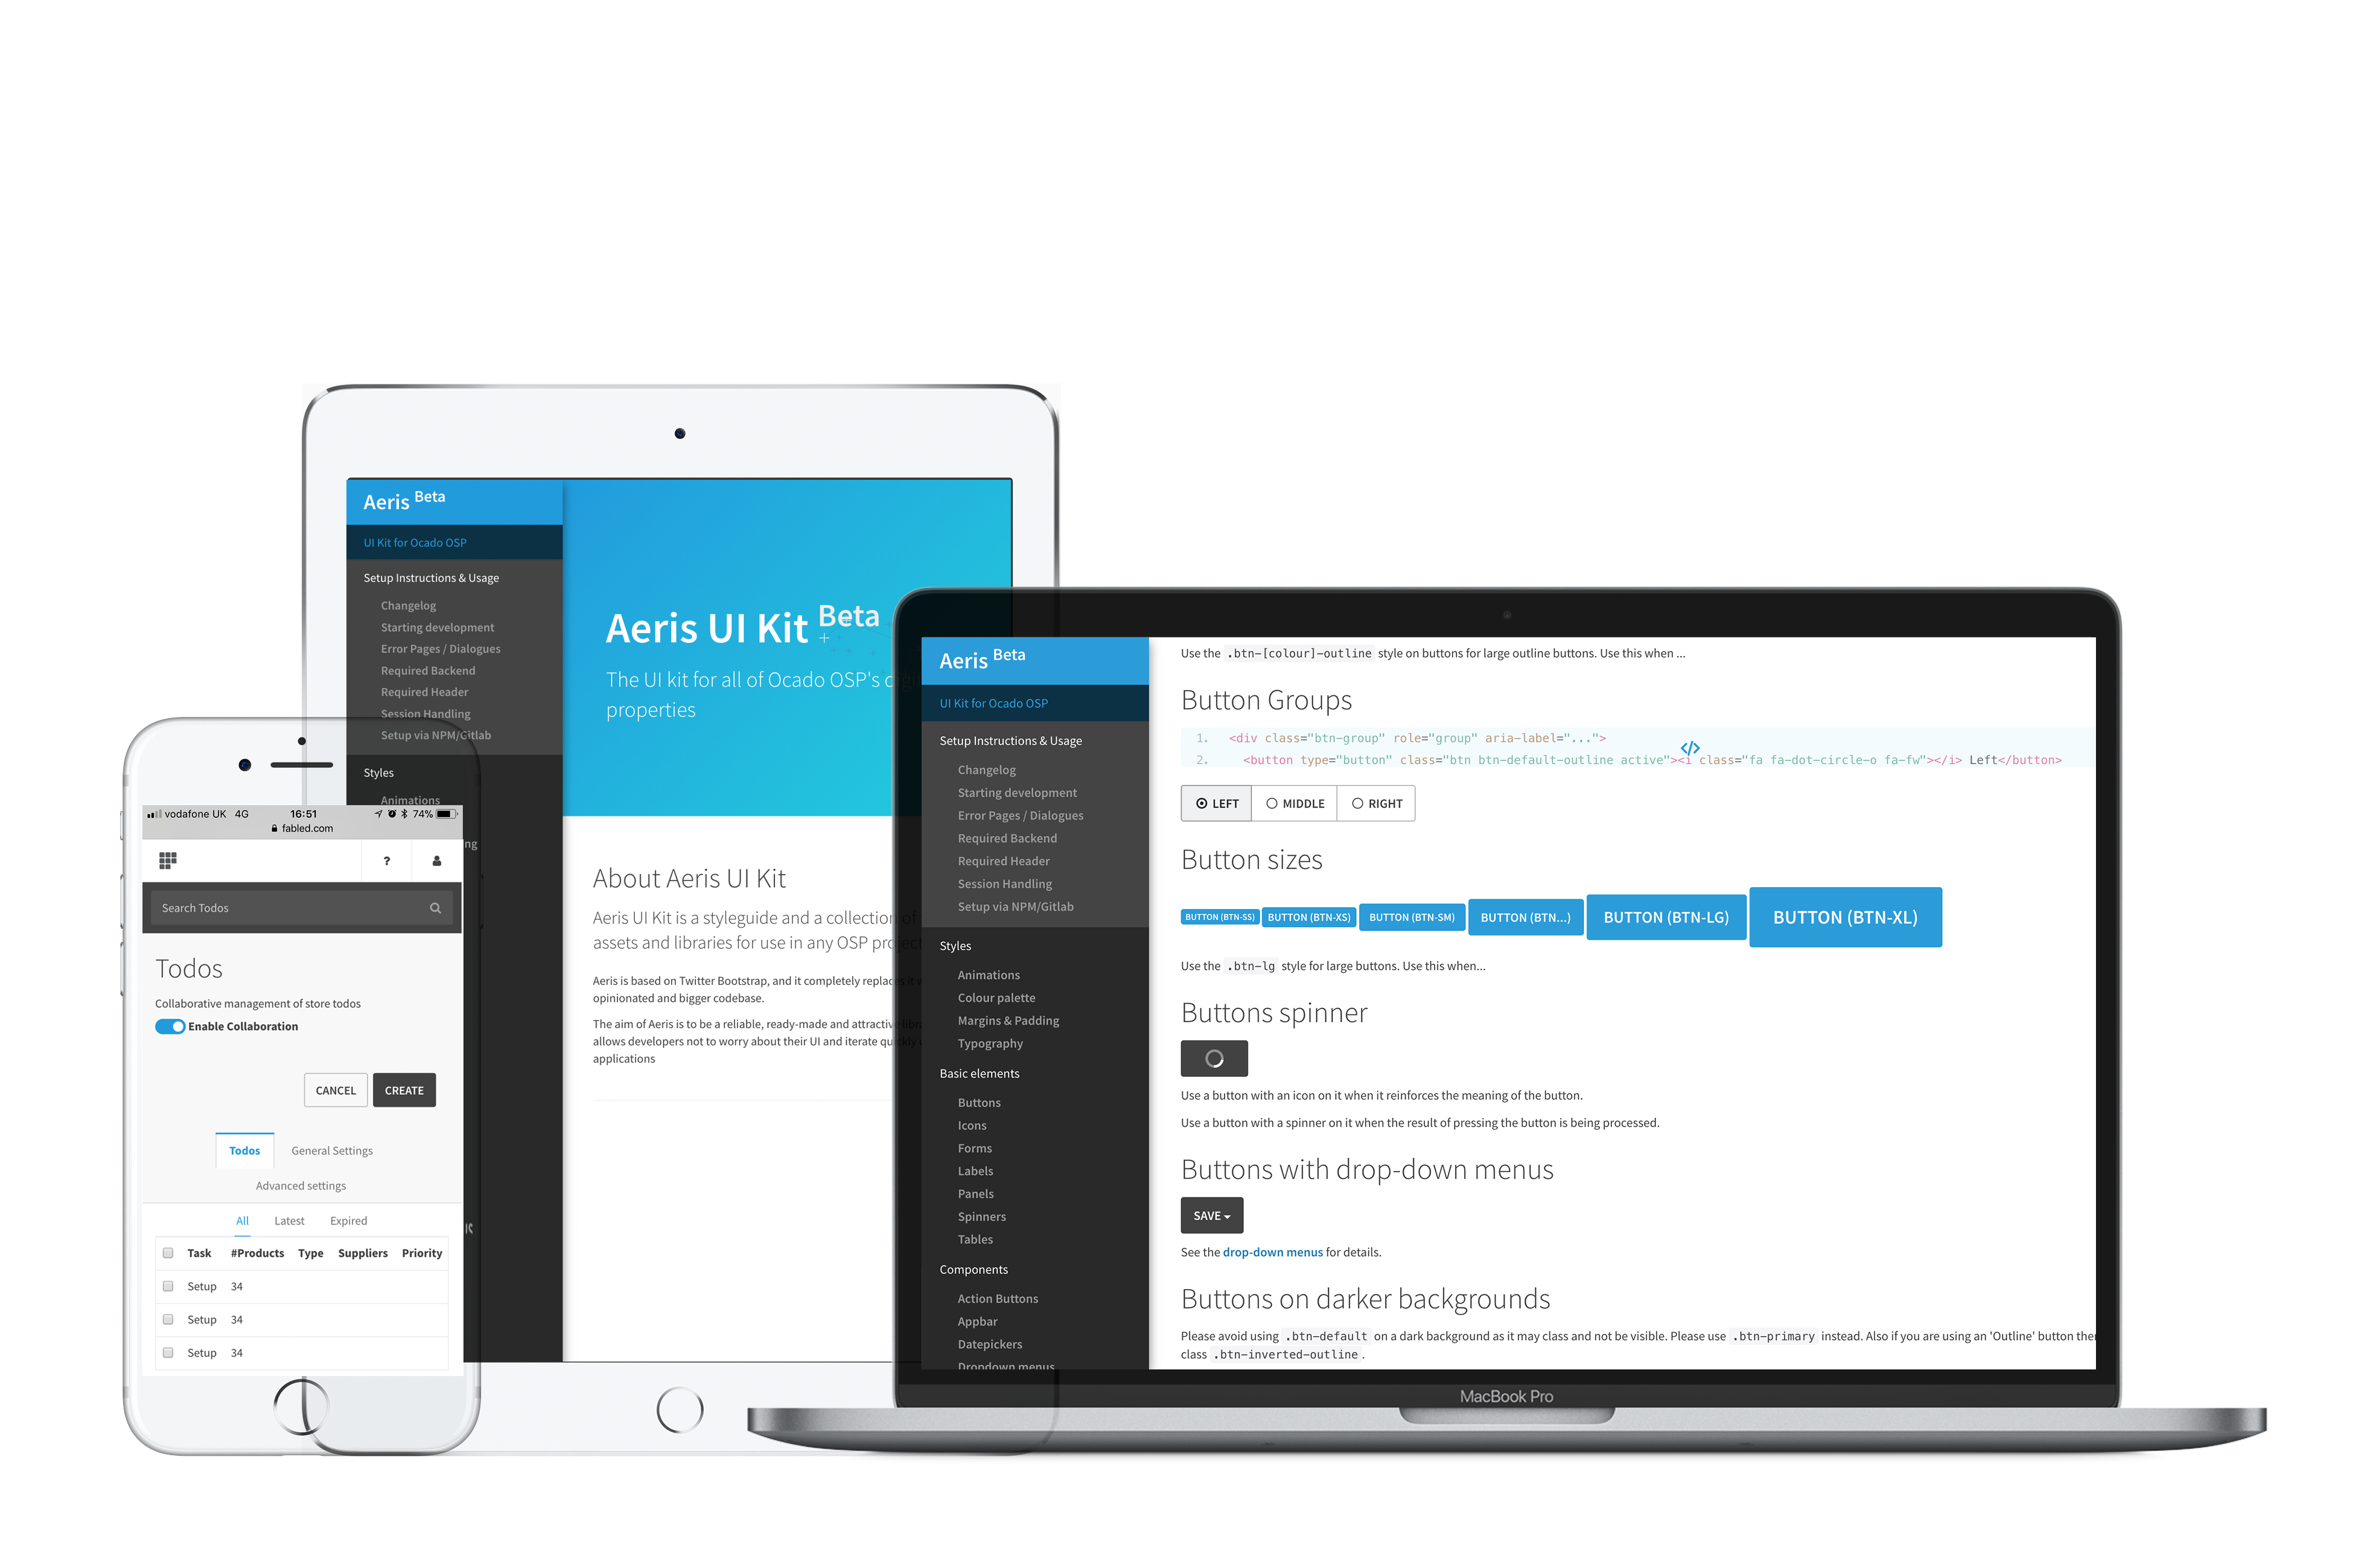 Aeris Beta
UI Kit for Ocado OSP
Setup Instructions & Usage
Changelog
Starting development
Error Pages / Dialogues
Required Backend
Required Header
Session Handling
Setup via NPM/Gitlab
Styles
Animations
ng
Aeris UI Kit Beta
The UI kit for all of Ocado OSP's digital
properties
About Aeris UI Kit
Aeris UI Kit is a styleguide and a collection of
assets and libraries for use in any OSP project
Aeris is based on Twitter Bootstrap, and it completely replaces it
opinionated and bigger codebase.
The aim of Aeris is to be a reliable, ready-made and attractive
allows developers not to worry about their UI and iterate quickly
applications
vodafone UK 4G 16:51 74%
fabled.com
?
Search Todos
Todos
Collaborative management of store todos
Enable Collaboration
CANCEL CREATE
Todos General Settings
Advanced settings
All Latest Expired
Task #Products Type Suppliers Priority
Setup 34
Setup 34
Setup 34
Aeris Beta
UI Kit for Ocado OSP
Setup Instructions & Usage
Changelog
Starting development
Error Pages / Dialogues
Required Backend
Required Header
Session Handling
Setup via NPM/Gitlab
Styles
Animations
Colour palette
Margins & Padding
Typography
Basic elements
Buttons
Icons
Forms
Labels
Panels
Spinners
Tables
Components
Action Buttons
Appbar
Datepickers
Dropdown menus
Use the .btn-[colour]-outline style on buttons for large outline buttons. Use this when ...
Button Groups
1. <div class="btn-group" role="group" aria-label="...">
2. <button type="button" class="btn btn-default-outline active"><i class="fa fa-dot-circle-o fa-fw"></i> Left</button>
</>
LEFT MIDDLE RIGHT
Button sizes
BUTTON (BTN-SS) BUTTON (BTN-XS) BUTTON (BTN-SM) BUTTON (BTN...) BUTTON (BTN-LG) BUTTON (BTN-XL)
Use the .btn-lg style for large buttons. Use this when...
Buttons spinner
Use a button with an icon on it when it reinforces the meaning of the button.
Use a button with a spinner on it when the result of pressing the button is being processed.
Buttons with drop-down menus
SAVE
See the drop-down menus for details.
Buttons on darker backgrounds
Please avoid using .btn-default on a dark background as it may class and not be visible. Please use .btn-primary instead. Also if you are using an 'Outline' button then
class .btn-inverted-outline.
MacBook Pro